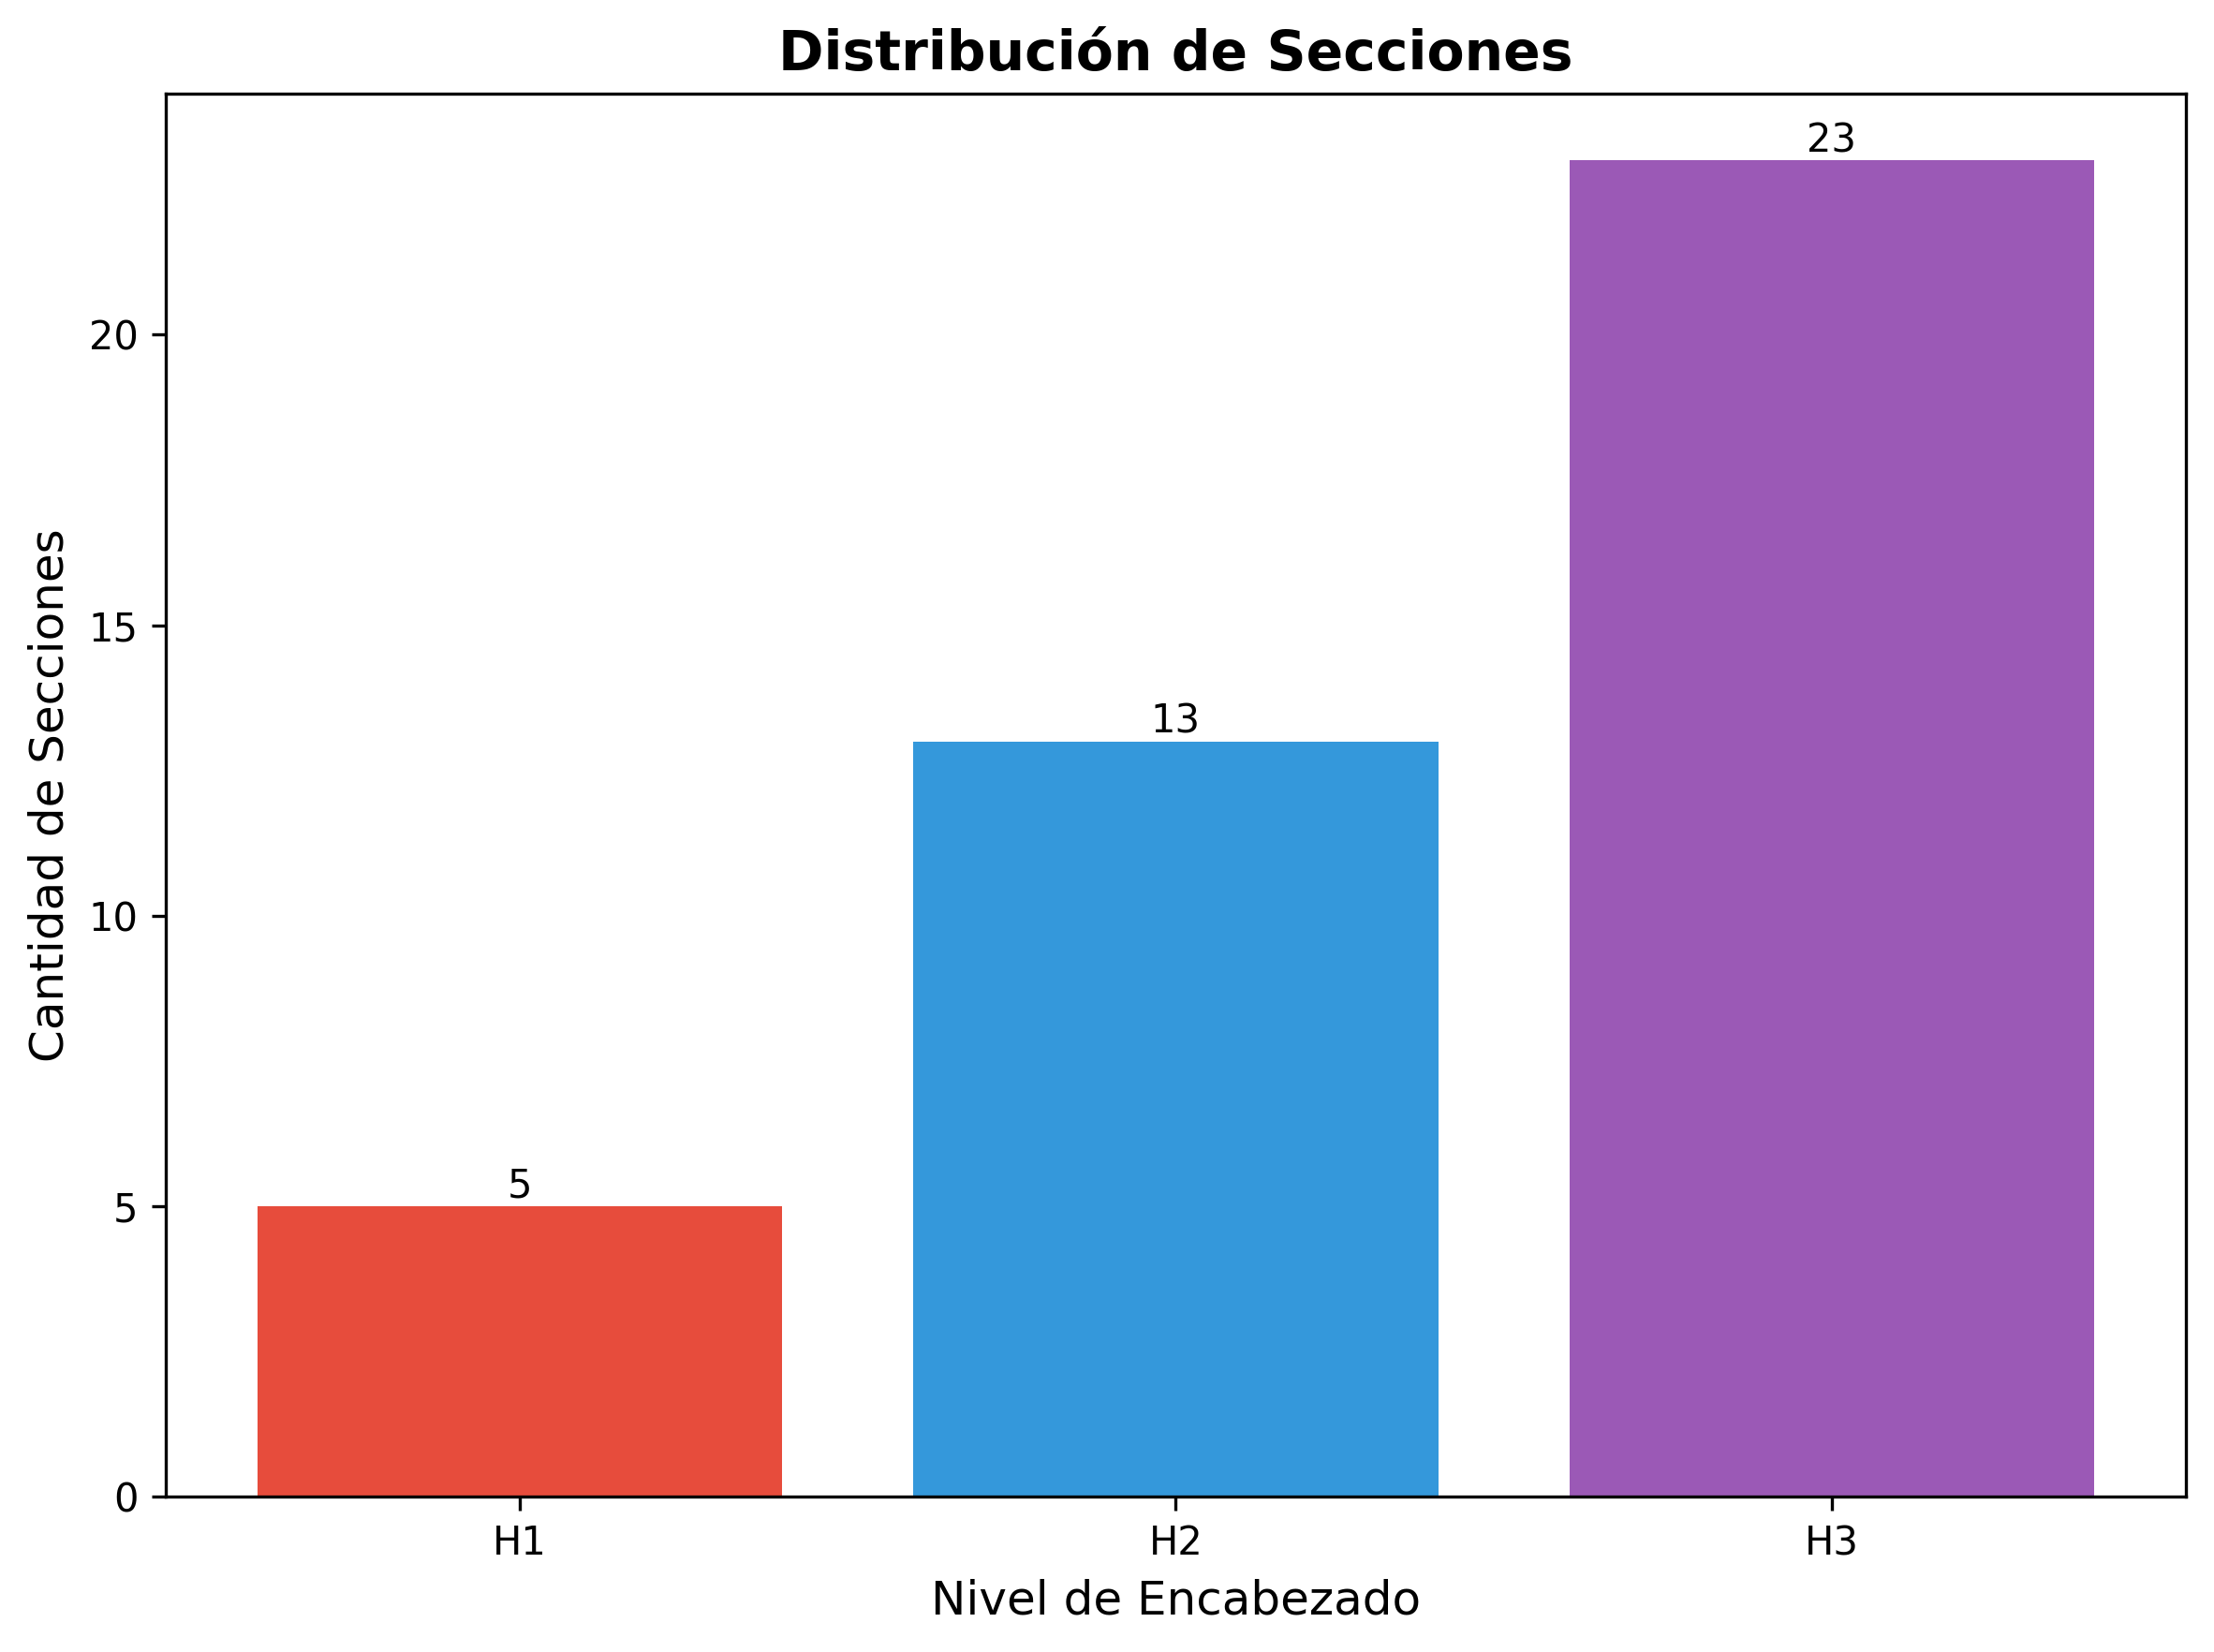 Distribución de Secciones
Cantidad de Secciones
23
20
15
13
10
5
5
0
H1
H2
H3
Nivel de Encabezado